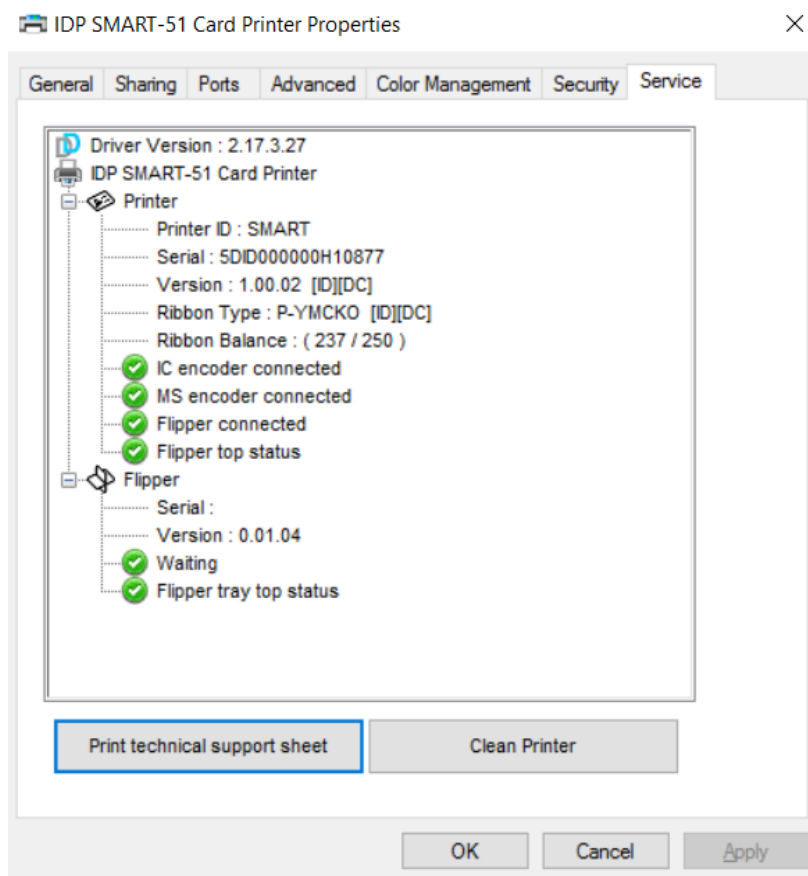 IDP SMART-51 Card Printer Properties
General Sharing Ports Advanced Color Management Security Service
Driver Version : 2.17.3.27
IDP SMART-51 Card Printer
Printer
Printer ID : SMART
Serial : 5DID000000H10877
Version : 1.00.02 [ID][DC]
Ribbon Type : P-YMCKO [ID][DC]
Ribbon Balance : ( 237 / 250 )
IC encoder connected
MS encoder connected
Flipper connected
Flipper top status
Flipper
Serial :
Version : 0.01.04
Waiting
Flipper tray top status
Print technical support sheet Clean Printer
OK Cancel Apply